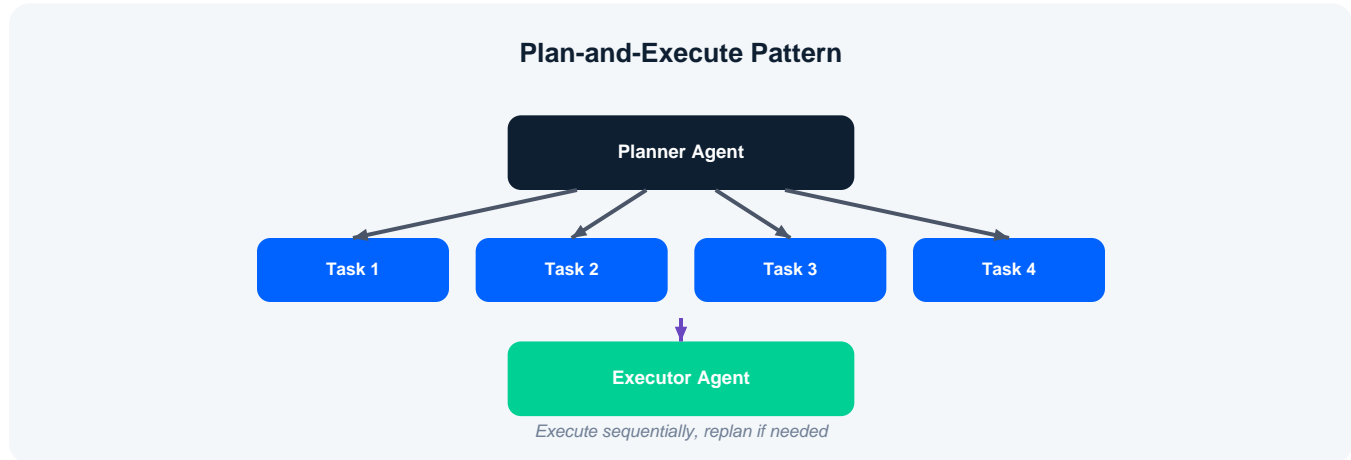 Plan-and-Execute Pattern
Planner Agent
Task 1
Task 2
Task 3
Task 4
Executor Agent
Execute sequentially, replan if needed